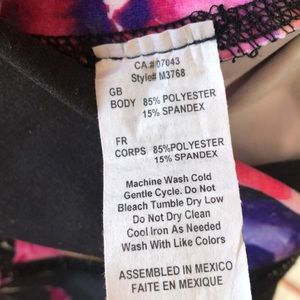 CA.# 07043
Style# M3768
GB
BODY 85% POLYESTER
15% SPANDEX
FR
CORPS 85%POLYESTER
15% SPANDEX
Machine Wash Cold
Gentle Cycle. Do Not
Bleach Tumble Dry Low
Do Not Dry Clean
Cool Iron As Needed
Wash With Like Colors
ASSEMBLED IN MEXICO
FAITE EN MEXIQUE